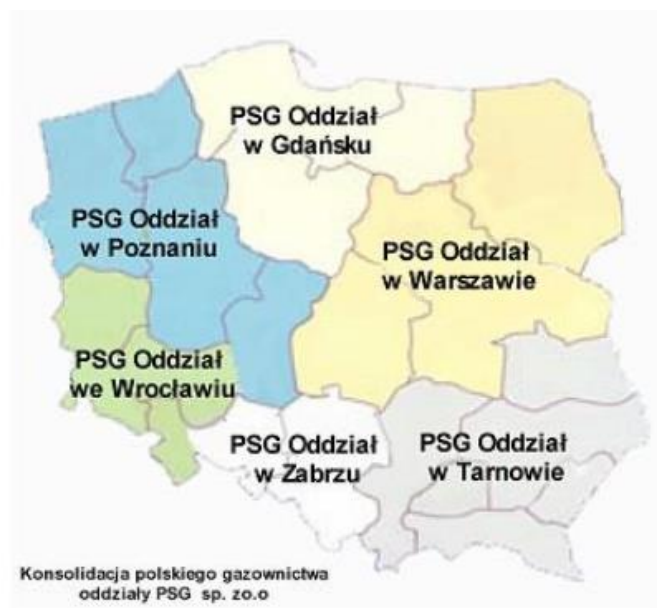 PSG Oddział
w Gdańsku
PSG Oddział
w Poznaniu
PSG Oddział
w Warszawie
PSG Oddział
we Wrocławiu
PSG Oddział
w Zabrzu
PSG Oddział
w Tarnowie
Konsolidacja polskiego gazownictwa
oddziały PSG sp. zo.o